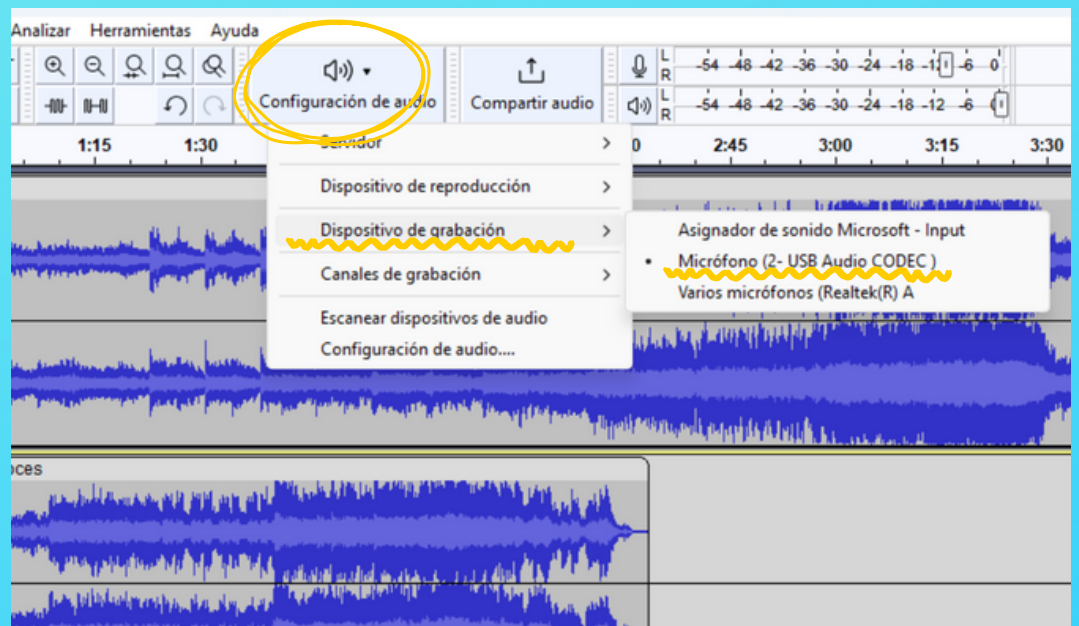 Analizar Herramientas Ayuda
Configuración de audio
Compartir audio
L
R
-54 -48 -42 -36 -30 -24 -18 -12 -6 0
L
R
-54 -48 -42 -36 -30 -24 -18 -12 -6 0
1:15 1:30 2:45 3:00 3:15 3:30
Servidor
Dispositivo de reproducción
Dispositivo de grabación
Asignador de sonido Microsoft - Input
Micrófono (2- USB Audio CODEC )
Varios micrófonos (Realtek(R) A
Canales de grabación
Escanear dispositivos de audio
Configuración de audio....